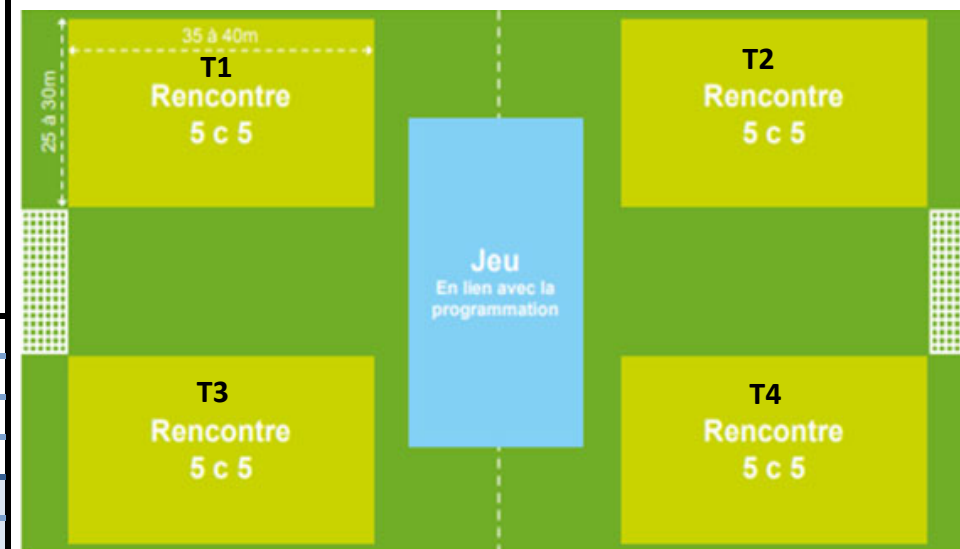 35 à 40m
25 à 30m
T1
Rencontre
5 c 5
T2
Rencontre
5 c 5
Jeu
En lien avec la
programmation
T3
Rencontre
5 c 5
T4
Rencontre
5 c 5